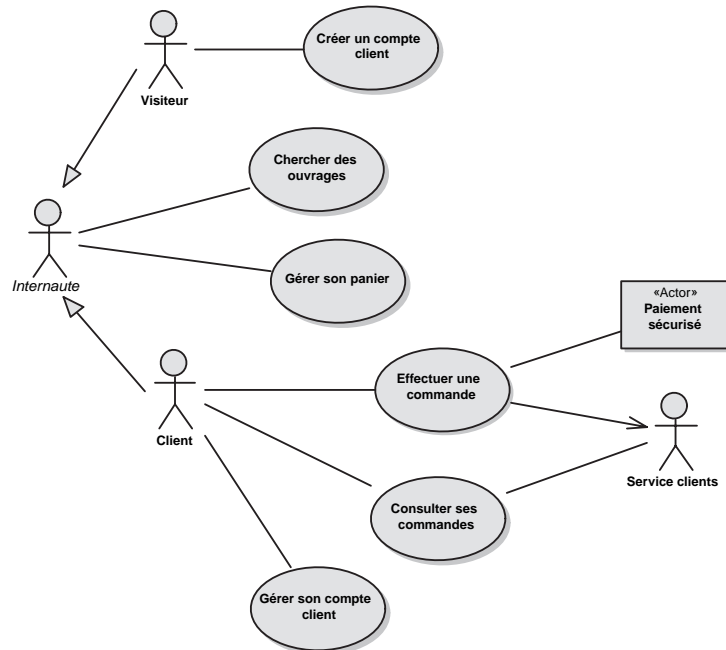 Créer un compte
client
Visiteur
Chercher des
ouvrages
Internaute
Gérer son panier
«Actor»
Paiement
sécurisé
Effectuer une
commande
Client
Service clients
Consulter ses
commandes
Gérer son compte
client